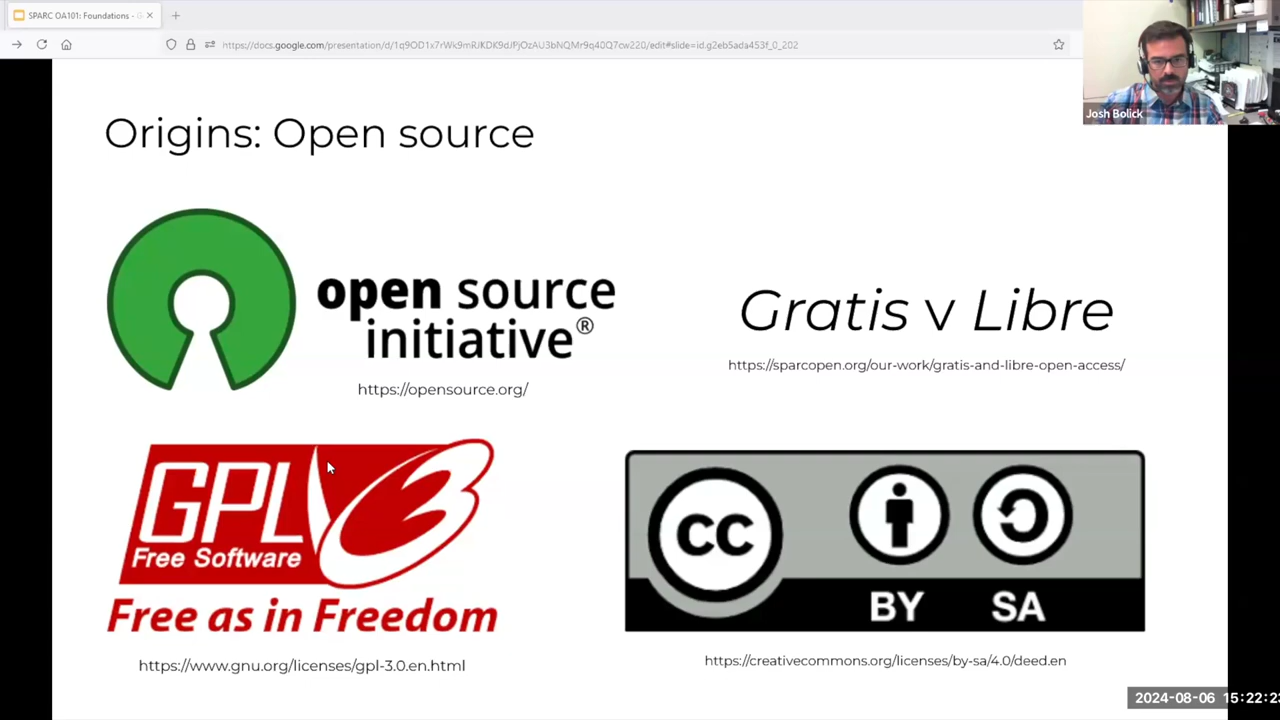 SPARC OA101: Foundations - G
https://docs.google.com/presentation/d/1q9OD1x7rWk9mRJKDK9dJPjOzAU3bNQMr9q40Q7cw220/edit#slide=id.g2eb5ada453f_0_202
Josh Bolick
Origins: Open source
open source
initiative®
https://opensource.org/
Gratis v Libre
https://sparcopen.org/our-work/gratis-and-libre-open-access/
GPLv3
Free Software
Free as in Freedom
https://www.gnu.org/licenses/gpl-3.0.en.html
cc
BY SA
https://creativecommons.org/licenses/by-sa/4.0/deed.en
2024-08-06 15:22:2